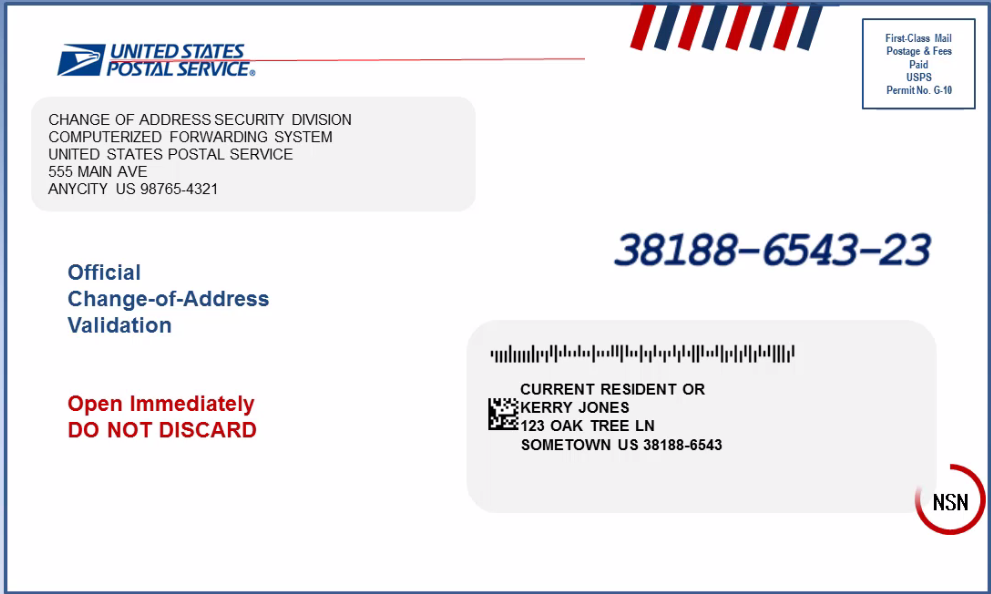 UNITED STATES
POSTAL SERVICE®
First-Class Mail
Postage & Fees
Paid
USPS
Permit No. G-10
CHANGE OF ADDRESS SECURITY DIVISION
COMPUTERIZED FORWARDING SYSTEM
UNITED STATES POSTAL SERVICE
555 MAIN AVE
ANYCITY US 98765-4321
38188-6543-23
Official
Change-of-Address
Validation
Open Immediately
DO NOT DISCARD
CURRENT RESIDENT OR
KERRY JONES
123 OAK TREE LN
SOMETOWN US 38188-6543
NSN